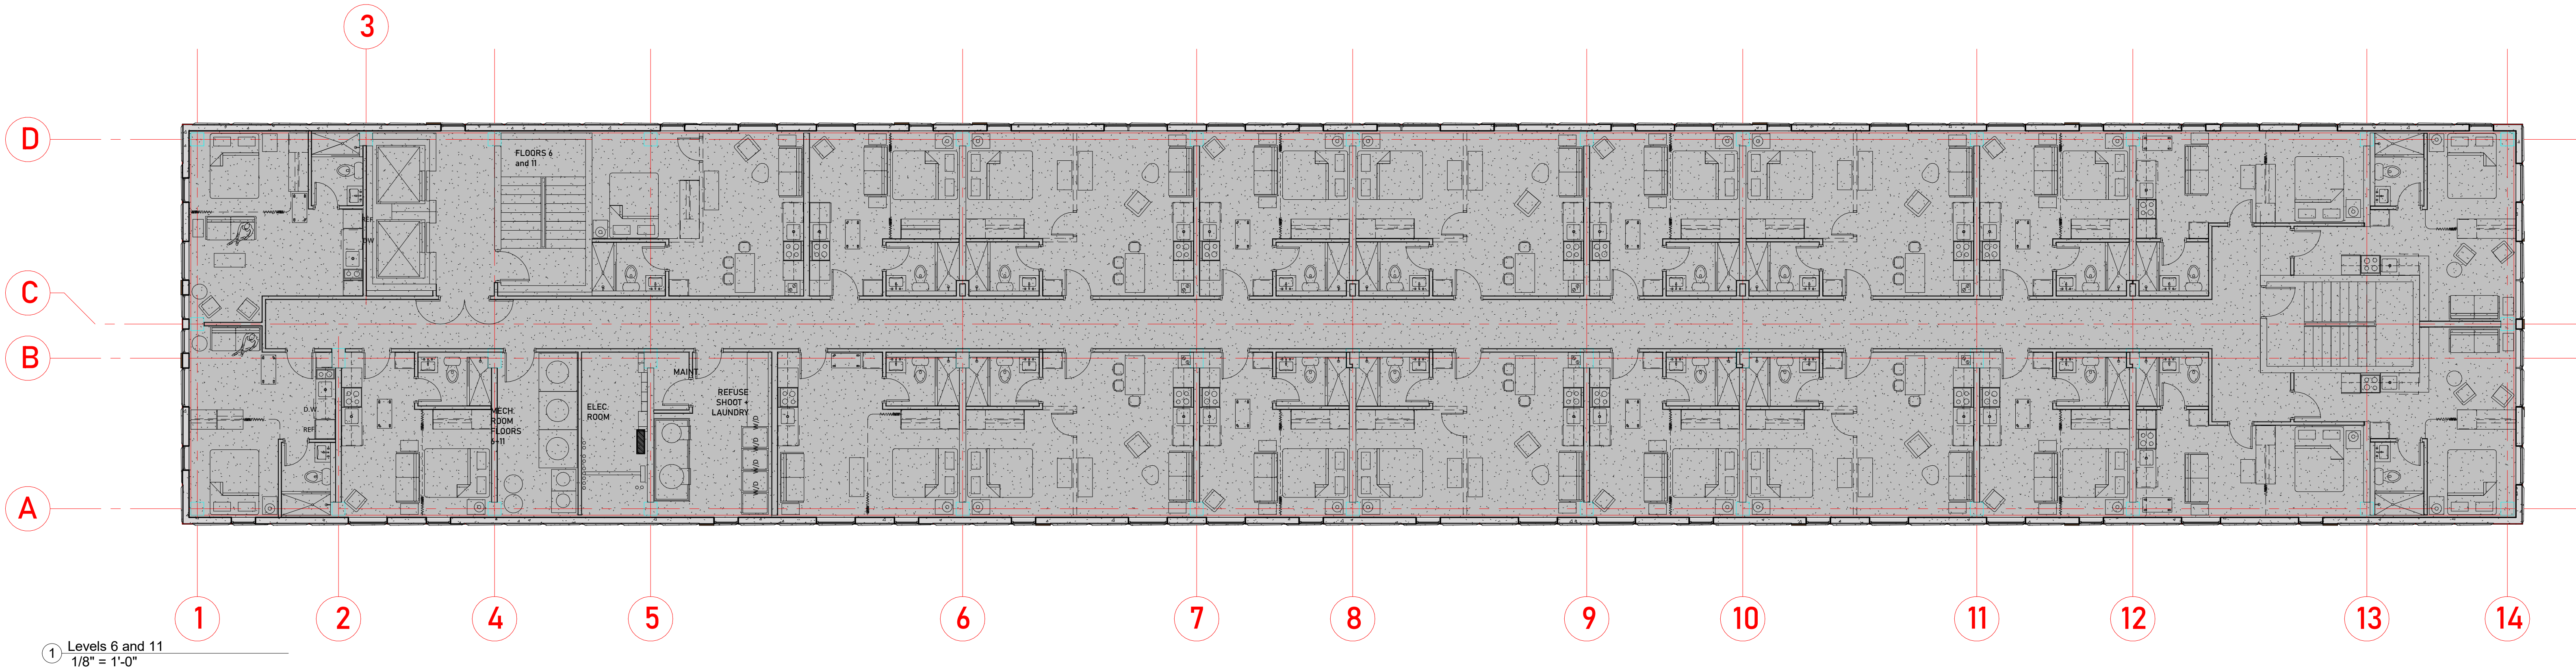 3
D
FLOORS 6
and 11
REF.
DW
C
B
MAINT.
D.W.
REF.
MECH.
ROOM
FLOORS
6-11
ELEC.
ROOM
REFUSE
SHOOT +
LAUNDRY
W/D W/D W/D W/D
A
1
2
4
5
6
7
8
9
10
11
12
13
14
1 Levels 6 and 11
1/8" = 1'-0"